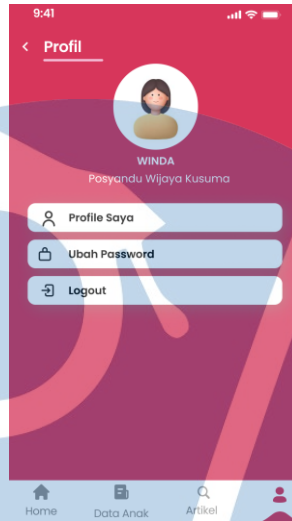 9:41
Profil
WINDA
Posyandu Wijaya Kusuma
Profile Saya
Ubah Password
Logout
Home Data Anak Artikel